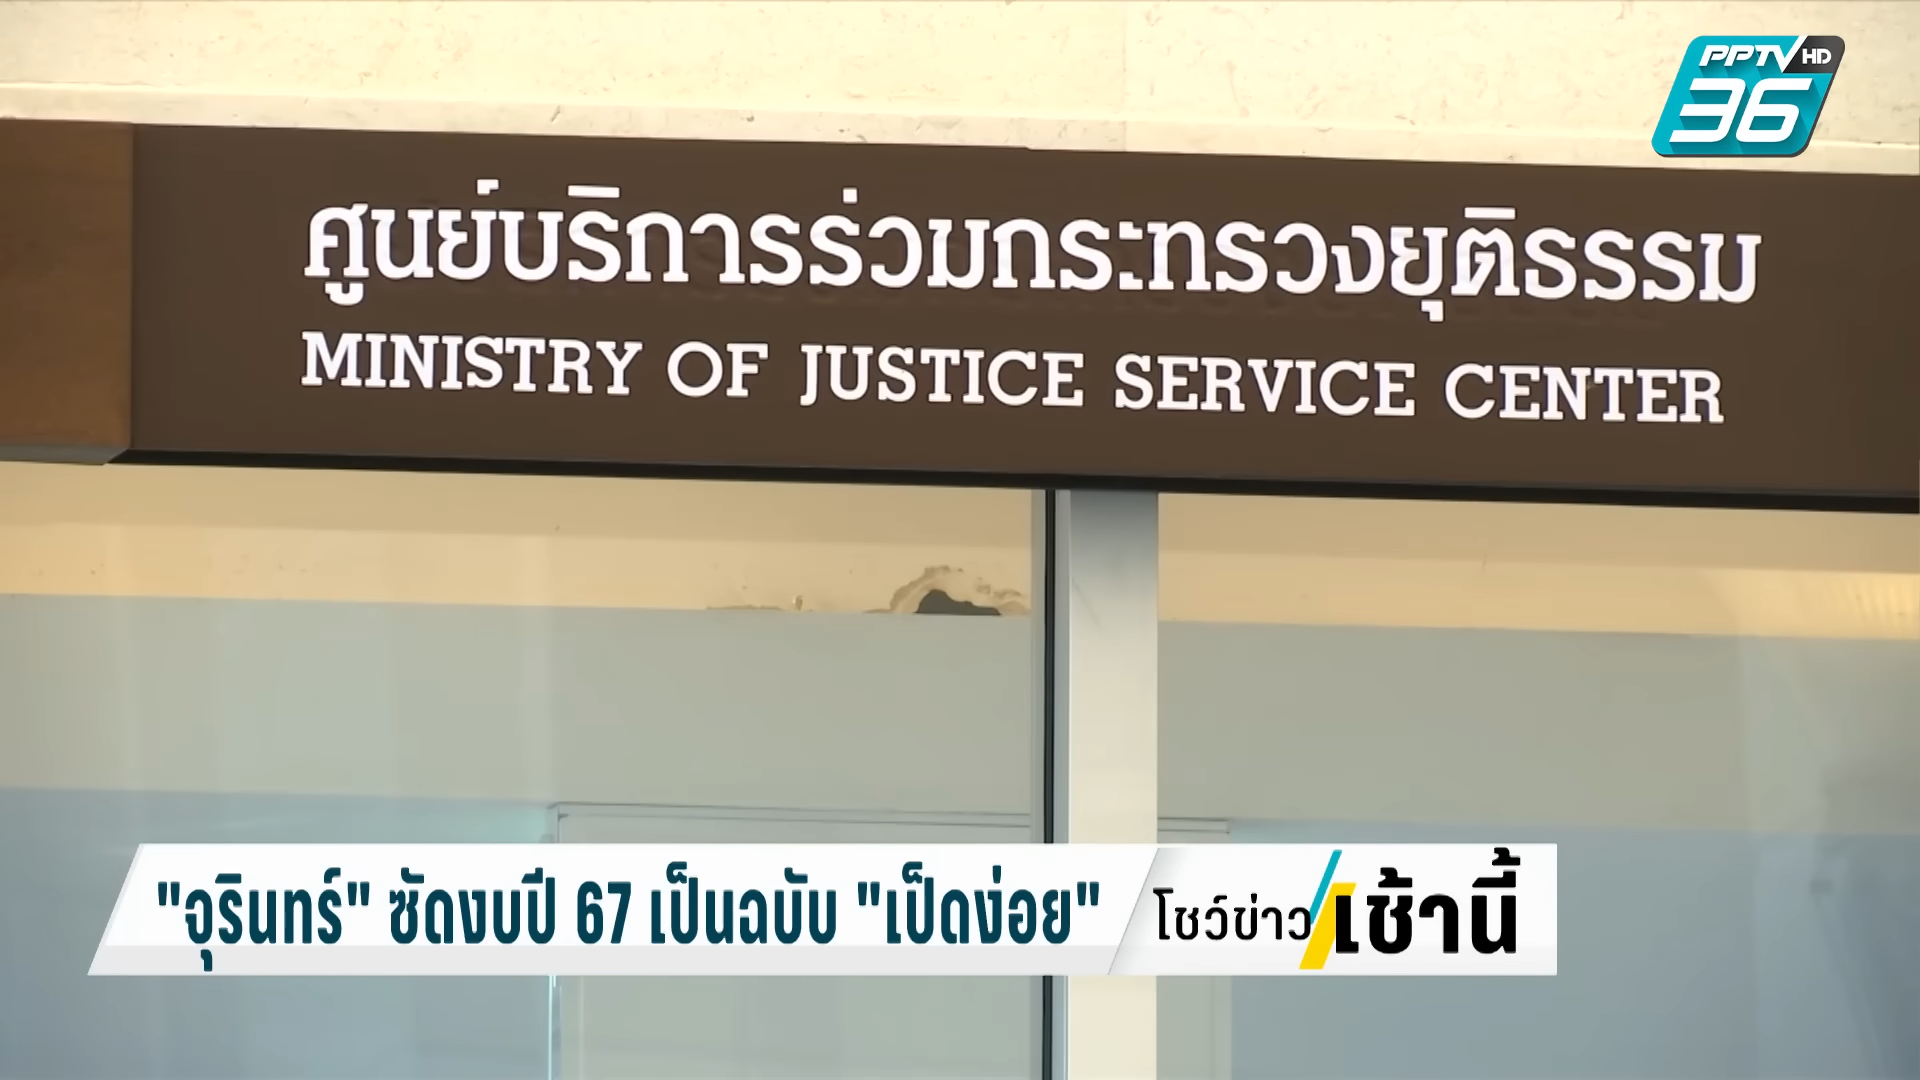 PPTV HD
36
ศูนย์บริการร่วมกระทรวงยุติธรรม
MINISTRY OF JUSTICE SERVICE CENTER
"จุรินทร์" ซัดงบปี 67 เป็นฉบับ "เป็ดง่อย"
โชว์ข่าว/เช้านี้